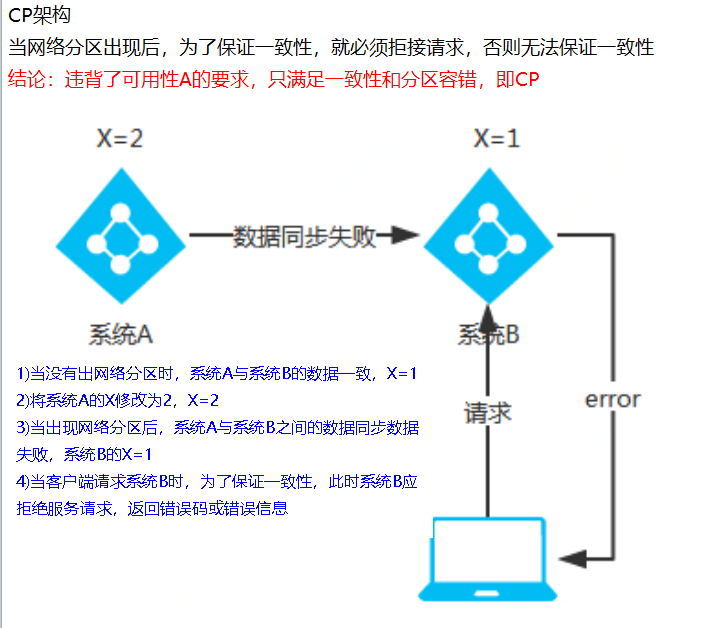 CP架构
当网络分区出现后，为了保证一致性，就必须拒接请求，否则无法保证一致性
结论：违背了可用性A的要求，只满足一致性和分区容错，即CP
X=2
X=1
数据同步失败
系统A
系统B
1)当没有出网络分区时，系统A与系统B的数据一致，X=1
2)将系统A的X修改为2，X=2
3)当出现网络分区后，系统A与系统B之间的数据同步数据
失败，系统B的X=1
4)当客户端请求系统B时，为了保证一致性，此时系统B应
拒绝服务请求，返回错误码或错误信息
请求
error